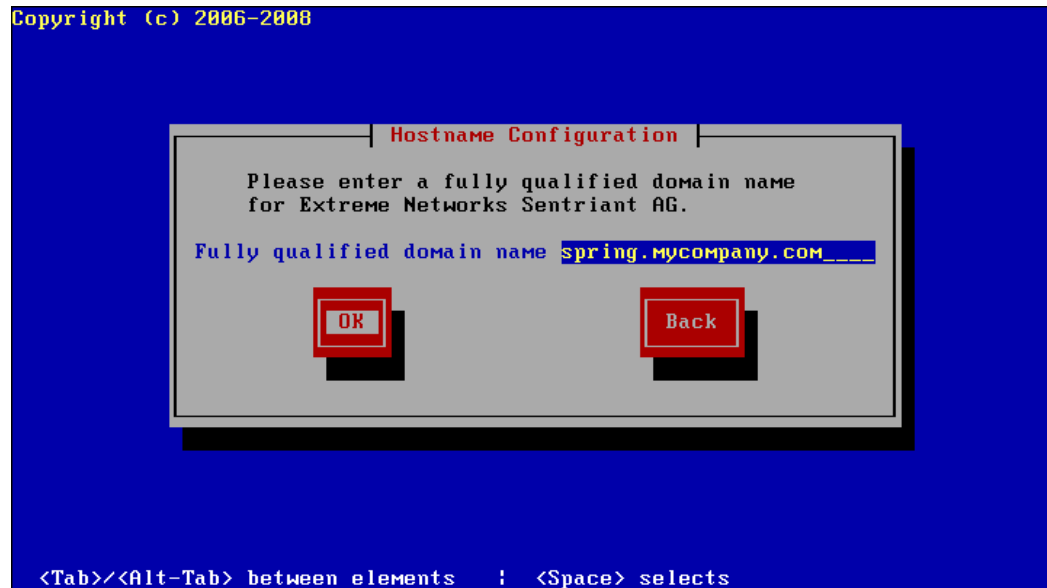 Copyright (c) 2006-2008
Hostname Configuration
Please enter a fully qualified domain name
for Extreme Networks Sentriant AG.
Fully qualified domain name spring.mycompany.com____
OK Back
<Tab>/<Alt-Tab> between elements ¦ <Space> selects